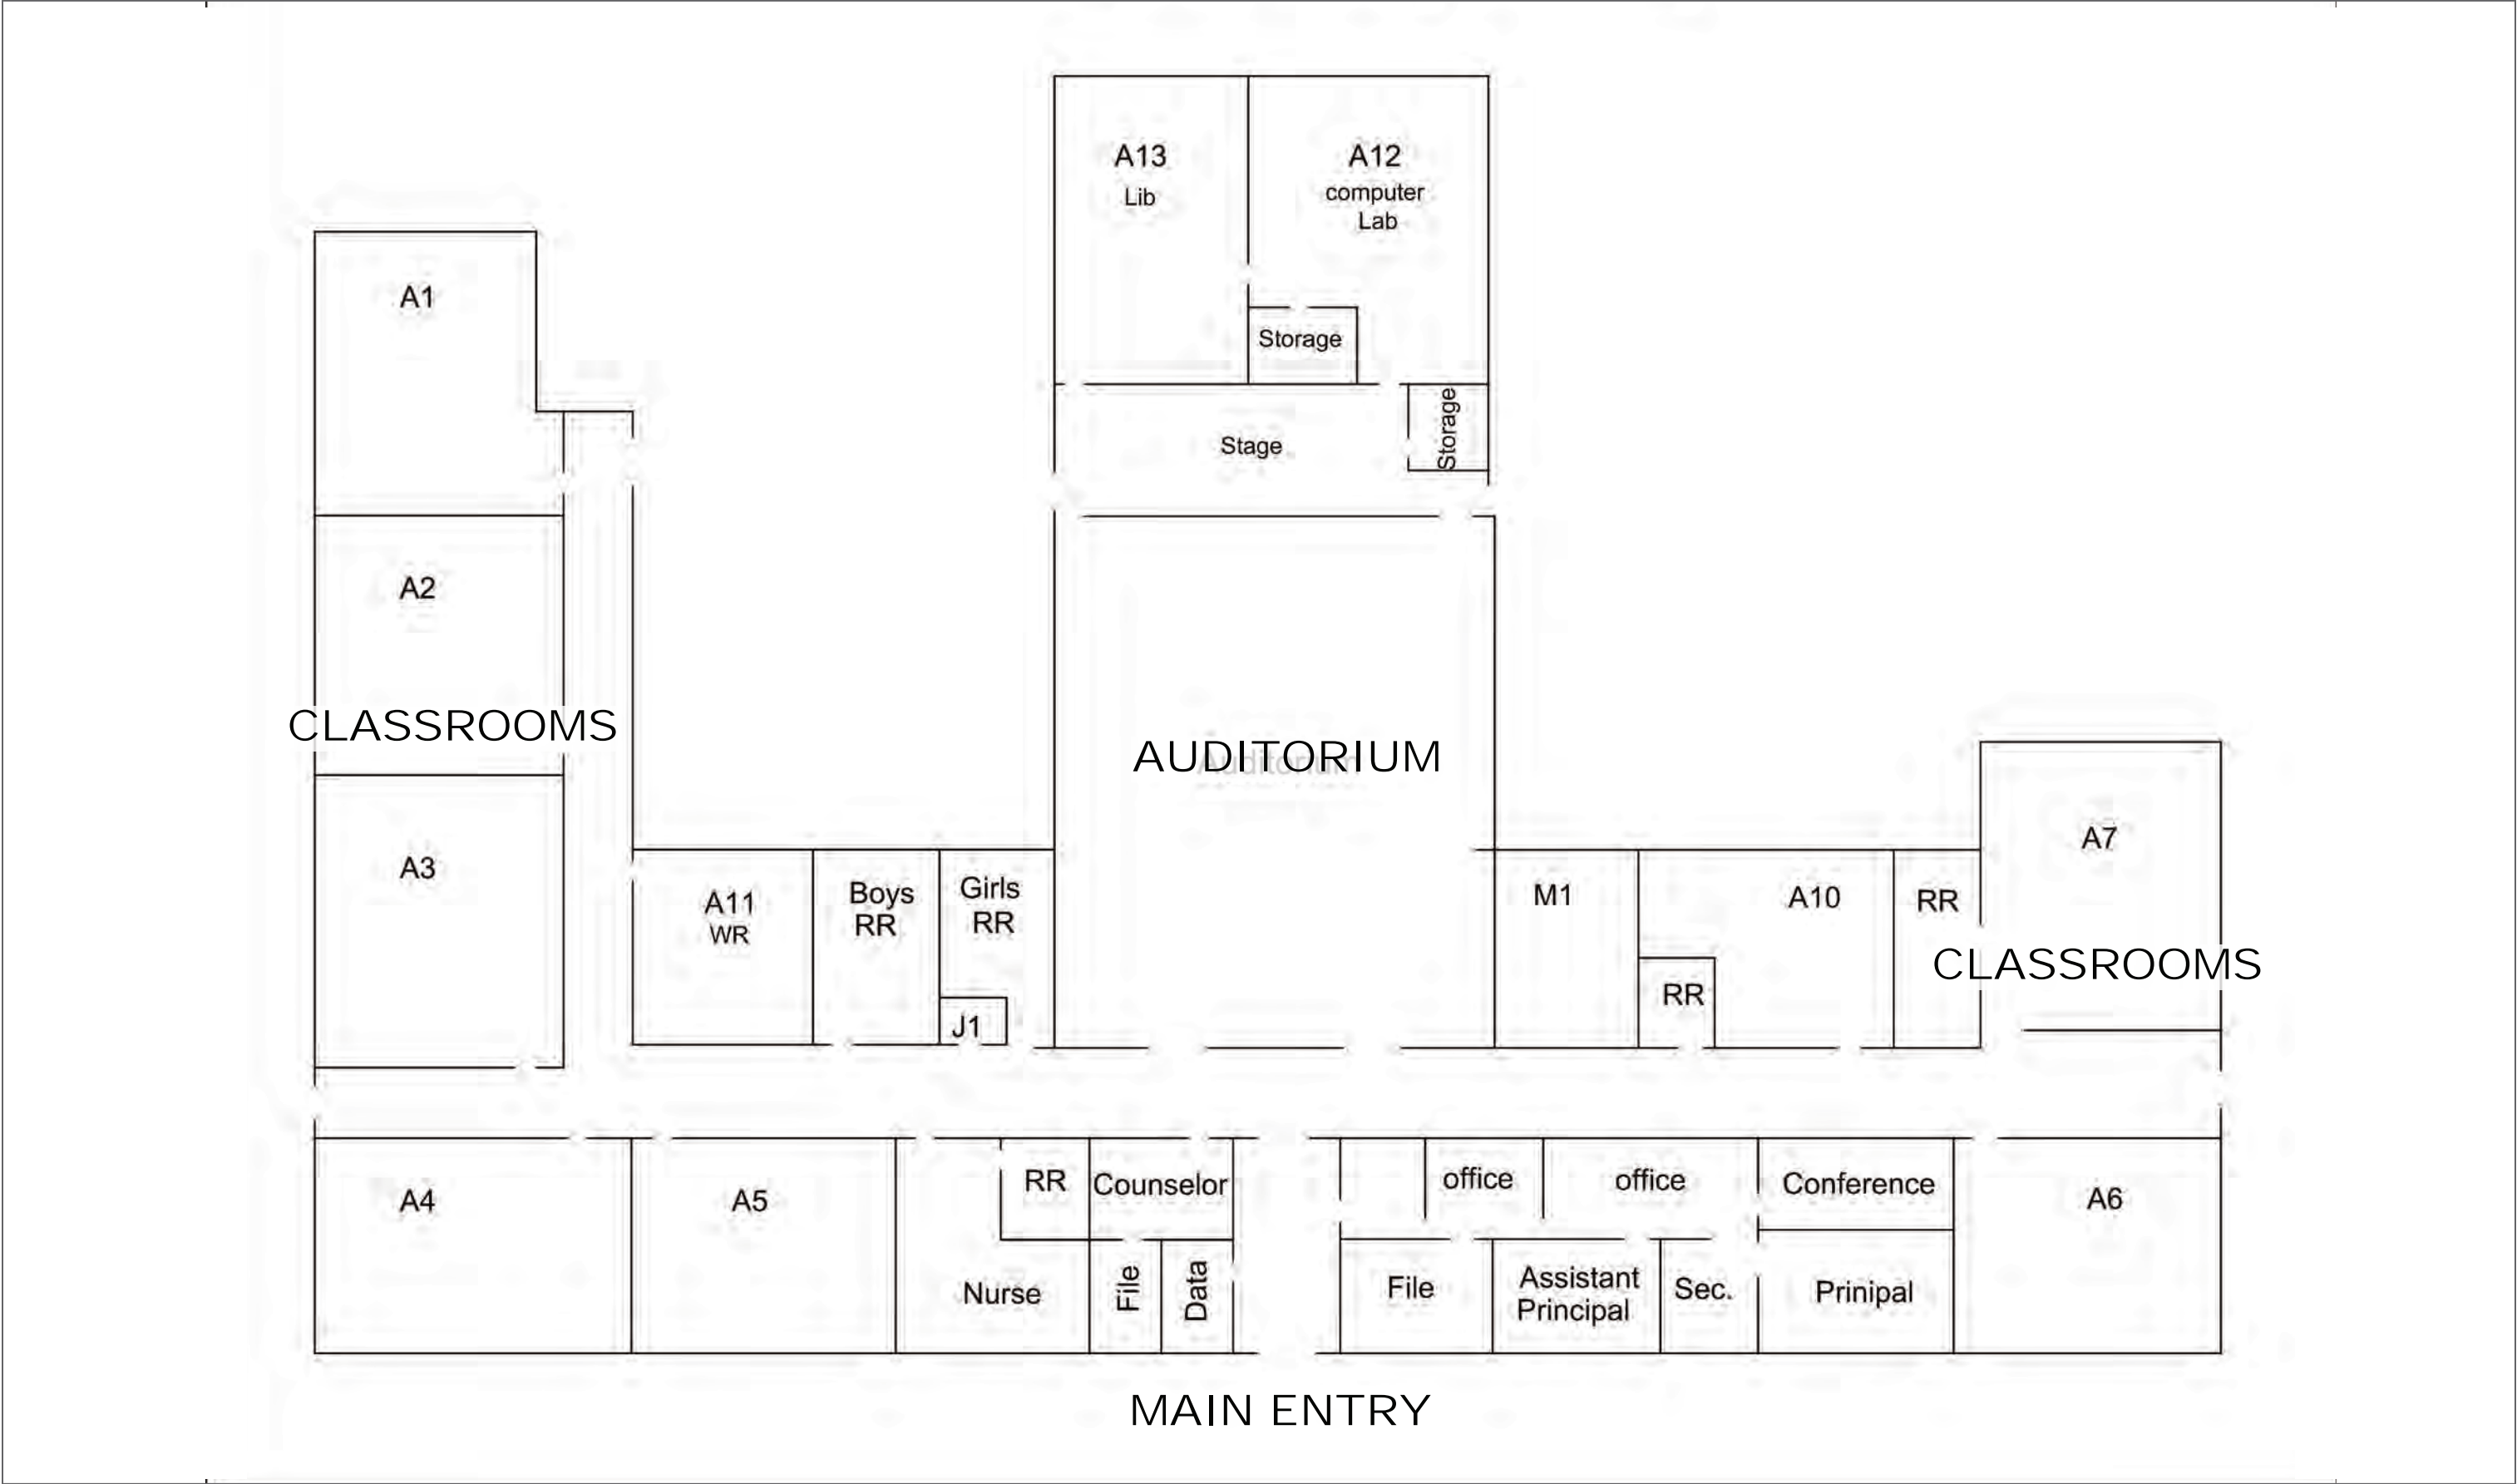 A13
Lib
A12
computer
Lab
A1
Storage
Storage
Stage
A2
CLASSROOMS
AUDITORIUM
Auditorium
A7
A3
A11
WR
Boys
RR
Girls
RR
M1
A10
RR
CLASSROOMS
RR
J1
A4
A5
RR
Counselor
office
office
Conference
A6
Nurse
File
Data
File
Assistant
Principal
Sec.
Prinipal
MAIN ENTRY